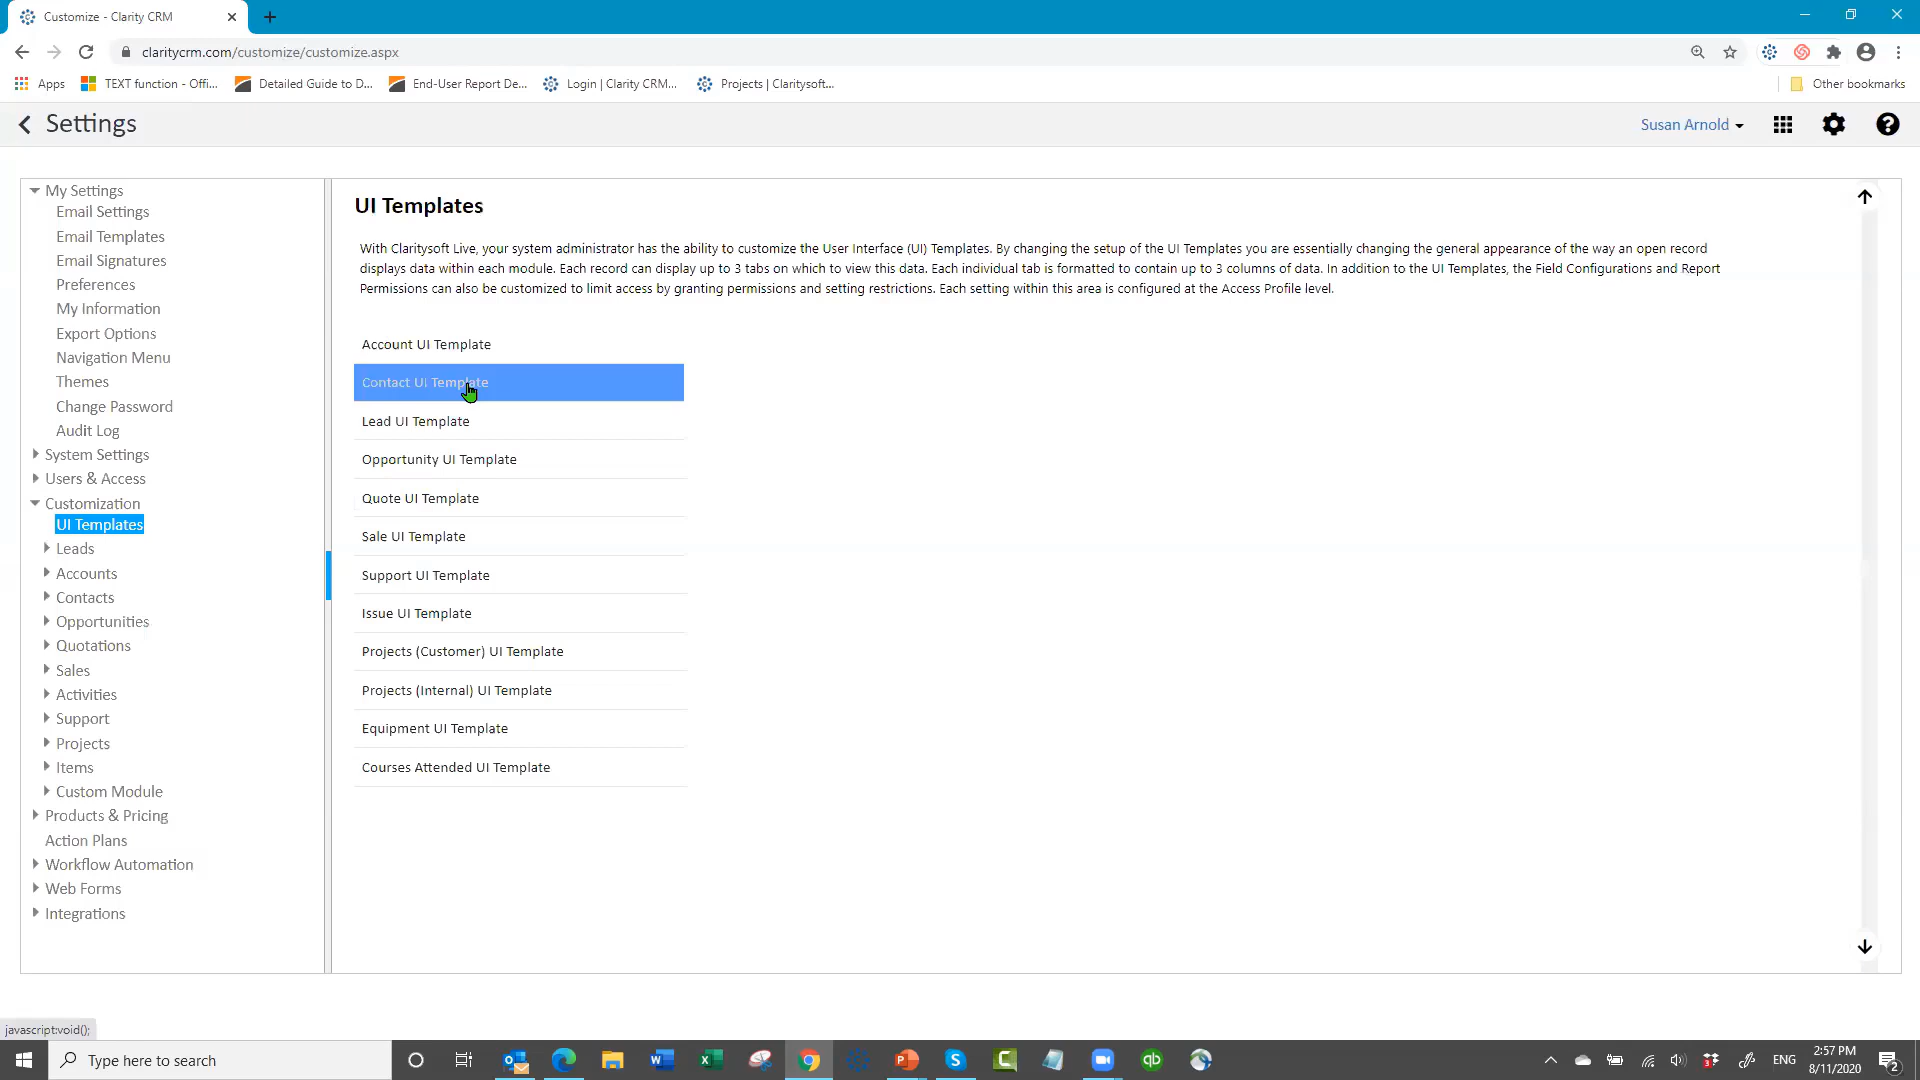 Customize - Clarity CRM
claritycrm.com/customize/customize.aspx
Apps
TEXT function - Offi...
Detailed Guide to D...
End-User Report De...
Login | Clarity CRM...
Projects | Claritysoft...
Other bookmarks
Settings
Susan Arnold
My Settings
Email Settings
Email Templates
Email Signatures
Preferences
My Information
Export Options
Navigation Menu
Themes
Change Password
Audit Log
System Settings
Users & Access
Customization
UI Templates
Leads
Accounts
Contacts
Opportunities
Quotations
Sales
Activities
Support
Projects
Items
Custom Module
Products & Pricing
Action Plans
Workflow Automation
Web Forms
Integrations
UI Templates
With Claritysoft Live, your system administrator has the ability to customize the User Interface (UI) Templates. By changing the setup of the UI Templates you are essentially changing the general appearance of the way an open record
displays data within each module. Each record can display up to 3 tabs on which to view this data. Each individual tab is formatted to contain up to 3 columns of data. In addition to the UI Templates, the Field Configurations and Report
Permissions can also be customized to limit access by granting permissions and setting restrictions. Each setting within this area is configured at the Access Profile level.
Account UI Template
Contact UI Template
Lead UI Template
Opportunity UI Template
Quote UI Template
Sale UI Template
Support UI Template
Issue UI Template
Projects (Customer) UI Template
Projects (Internal) UI Template
Equipment UI Template
Courses Attended UI Template
javascript:void();
Type here to search
ENG
2:57 PM
8/11/2020
2